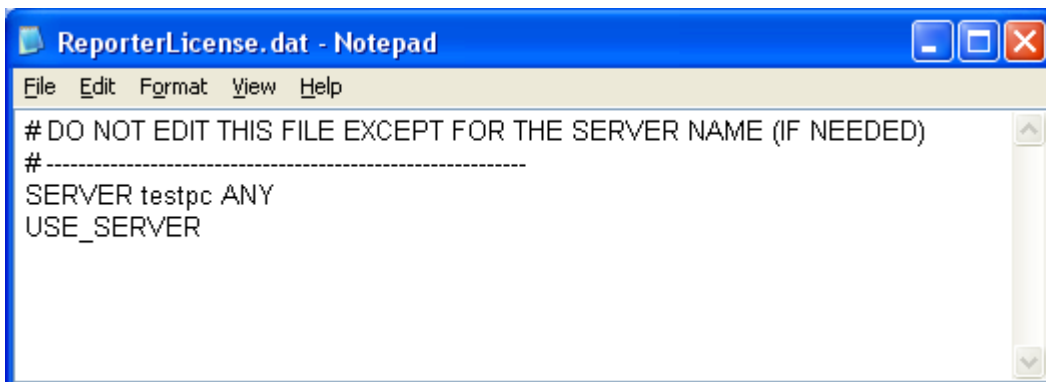 ReporterLicense.dat - Notepad
File Edit Format View Help
# DO NOT EDIT THIS FILE EXCEPT FOR THE SERVER NAME (IF NEEDED)
# ------------------------------------------------------------
SERVER testpc ANY
USE_SERVER